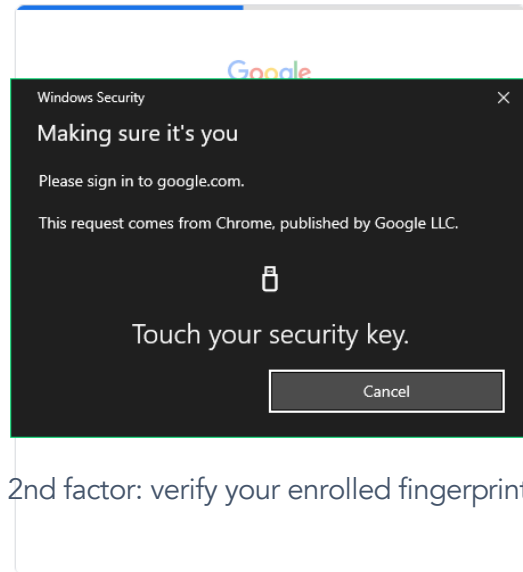 Google
Windows Security
Making sure it's you
Please sign in to google.com.
This request comes from Chrome, published by Google LLC.
Touch your security key.
Cancel
2nd factor: verify your enrolled fingerprint